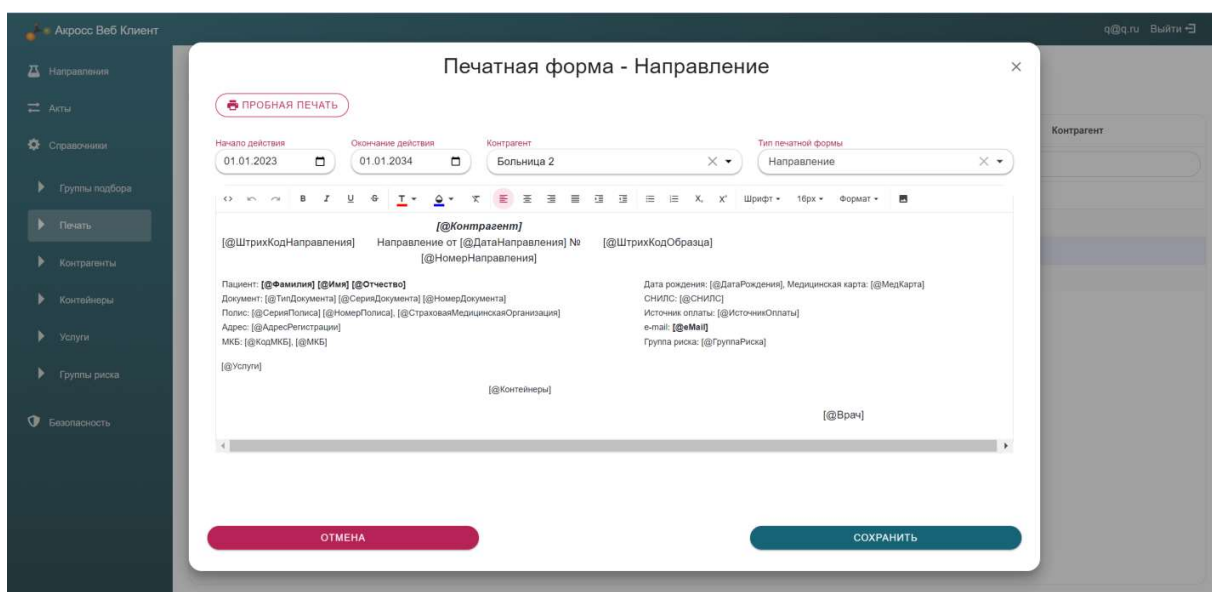 Акросс Веб Клиент
q@q.ru Выйти
Направления
Акты
Справочники
Группы подбора
Печать
Контрагенты
Контейнеры
Услуги
Группы риска
Безопасность
Контрагент
Печатная форма - Направление
ПРОБНАЯ ПЕЧАТЬ
Начало действия Окончание действия Контрагент Тип печатной формы
01.01.2023 01.01.2034 Больница 2 Направление
B I U S T Шрифт 16px Формат
[@Контрагент]
[@ШтрихКодНаправления] Направление от [@ДатаНаправления] № [@ШтрихКодОбразца]
[@НомерНаправления]
Пациент: [@Фамилия] [@Имя] [@Отчество] Дата рождения: [@ДатаРождения], Медицинская карта: [@МедКарта]
Документ: [@ТипДокумента] [@СерияДокумента] [@НомерДокумента] СНИЛС: [@СНИЛС]
Полис: [@СерияПолиса] [@НомерПолиса], [@СтраховаяМедицинскаяОрганизация] Источник оплаты: [@ИсточникОплаты]
Адрес: [@АдресРегистрации] e-mail: [@eMail]
МКБ: [@КодМКБ], [@МКБ] Группа риска: [@ГруппаРиска]
[@Услуги]
[@Контейнеры]
[@Врач]
ОТМЕНА СОХРАНИТЬ